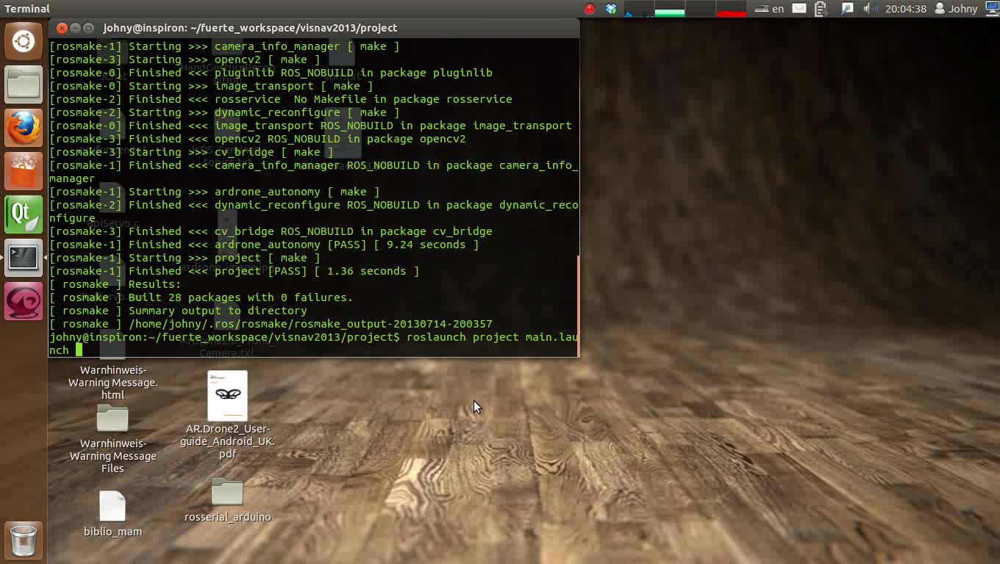 Terminal
en
20:04:38
Johny
johny@inspiron: ~/fuerte_workspace/visnav2013/project
[rosmake-1] Starting >>> camera_info_manager [ make ]
[rosmake-3] Starting >>> opencv2 [ make ]
[rosmake-0] Finished <<< pluginlib ROS_NOBUILD in package pluginlib
[rosmake-0] Starting >>> image_transport [ make ]
[rosmake-2] Finished <<< rosservice  No Makefile in package rosservice
[rosmake-2] Starting >>> dynamic_reconfigure [ make ]
[rosmake-0] Finished <<< image_transport ROS_NOBUILD in package image_transport
[rosmake-3] Finished <<< opencv2 ROS_NOBUILD in package opencv2
[rosmake-3] Starting >>> cv_bridge [ make ]
[rosmake-1] Finished <<< camera_info_manager ROS_NOBUILD in package camera_info_
manager
[rosmake-1] Starting >>> ardrone_autonomy [ make ]
[rosmake-2] Finished <<< dynamic_reconfigure ROS_NOBUILD in package dynamic_reco
nfigure
[rosmake-3] Finished <<< cv_bridge ROS_NOBUILD in package cv_bridge
[rosmake-1] Finished <<< ardrone_autonomy [PASS] [ 9.24 seconds ]
[rosmake-1] Starting >>> project [ make ]
[rosmake-1] Finished <<< project [PASS] [ 1.36 seconds ]
[ rosmake ] Results:
[ rosmake ] Built 28 packages with 0 failures.
[ rosmake ] Summary output to directory
[ rosmake ] /home/johny/.ros/rosmake/rosmake_output-20130714-200357
johny@inspiron:~/fuerte_workspace/visnav2013/project$ roslaunch project main.lau
nch
Qt
Warnhinweis-
Warning Message.
html
AR.Drone2_User-
guide_Android_UK.
pdf
Warnhinweis-
Warning Message
Files
rosserial_arduino
biblio_mam